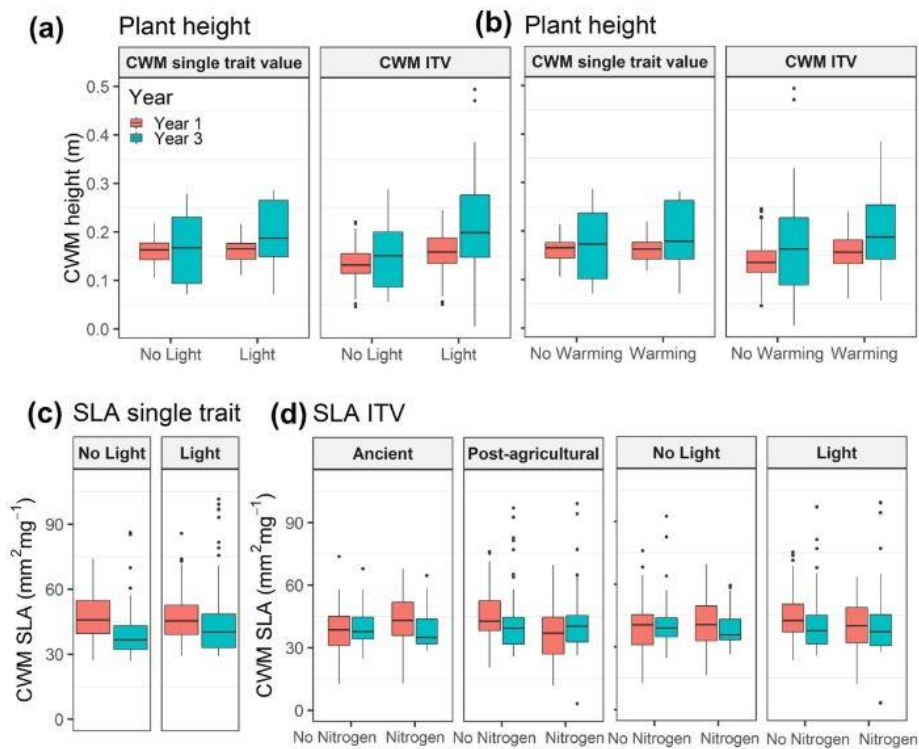 (a) Plant height
(b) Plant height
CWM single trait value CWM ITV CWM single trait value CWM ITV
Year
Year 1
Year 3
CWM height (m)
0.5
0.4
0.3
0.2
0.1
0.0
No Light Light No Light Light No Warming Warming No Warming Warming
(c) SLA single trait
(d) SLA ITV
No Light Light Ancient Post-agricultural No Light Light
CWM SLA (mm²mg⁻¹)
90
60
30
0
CWM SLA (mm²mg⁻¹)
90
60
30
0
No Nitrogen Nitrogen No Nitrogen Nitrogen No Nitrogen Nitrogen No Nitrogen Nitrogen